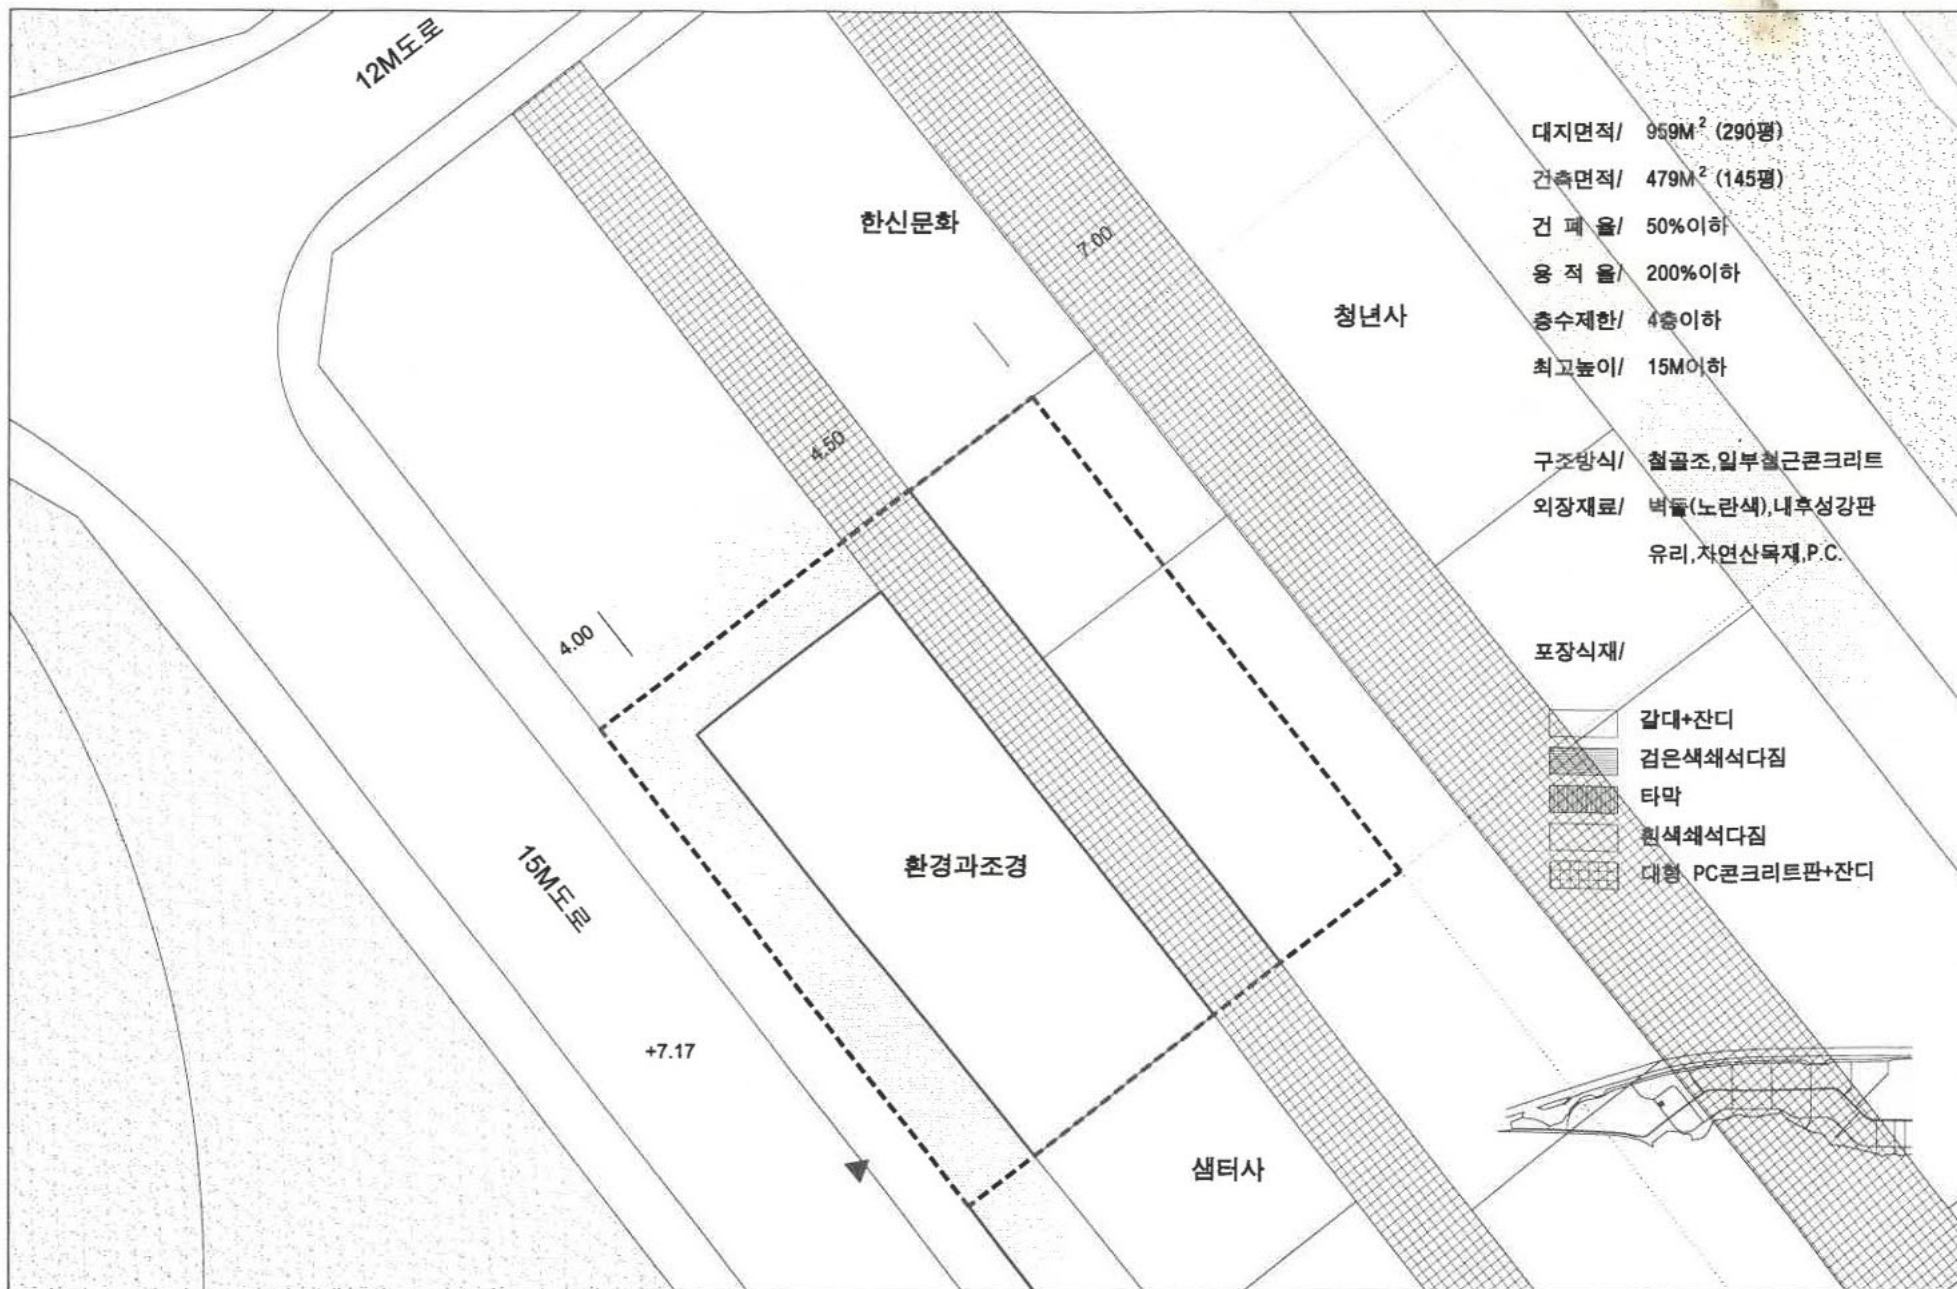 12M도로
한신문화
7.00
청년사
4.50
4.00
15M도로
환경과조경
+7.17
샘터사
대지면적/ 959M² (290평)
건축면적/ 479M² (145평)
건 폐 율/ 50%이하
용 적 율/ 200%이하
층수제한/ 4층이하
최고높이/ 15M이하
구조방식/ 철골조,일부철근콘크리트
외장재료/ 벽돌(노란색),내후성강판
유리,자연산목재,P.C.
포장식재/
갈대+잔디
검은색쇄석다짐
타막
흰색쇄석다짐
대형 PC콘크리트판+잔디